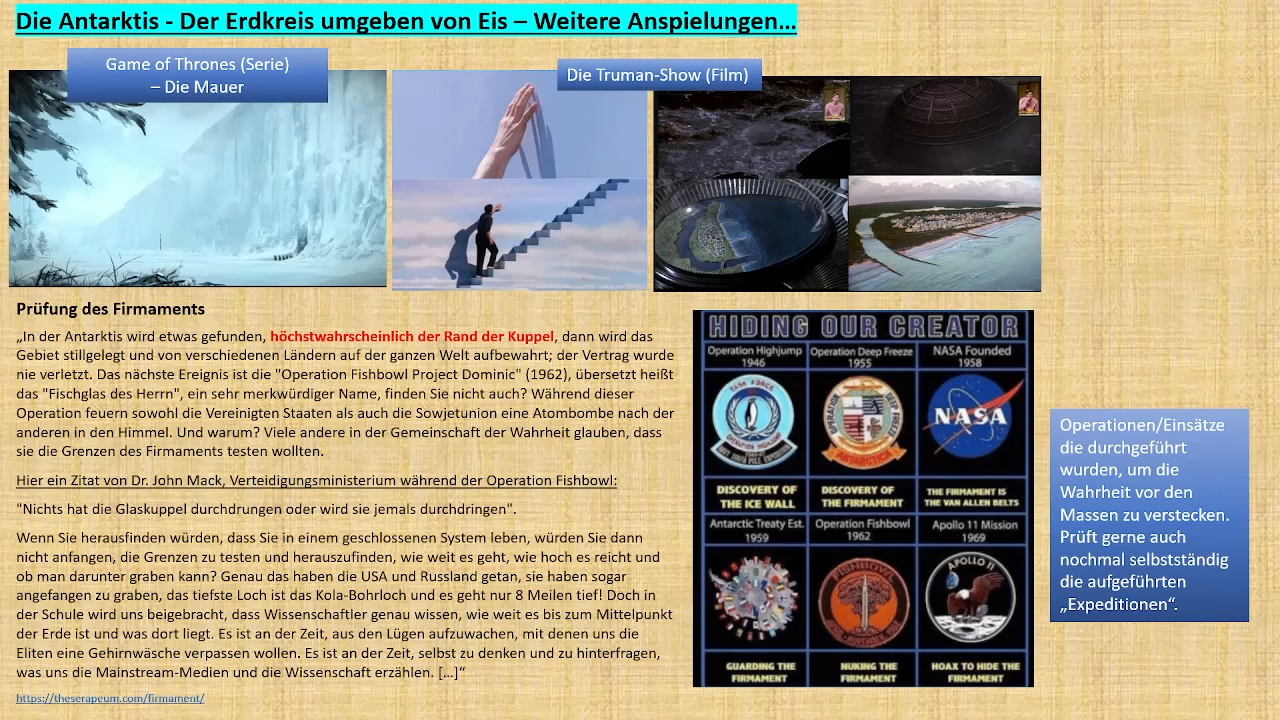 Die Antarktis - Der Erdkreis umgeben von Eis – Weitere Anspielungen…
Game of Thrones (Serie)
– Die Mauer
Die Truman-Show (Film)
Prüfung des Firmaments
„In der Antarktis wird etwas gefunden, höchstwahrscheinlich der Rand der Kuppel, dann wird das
Gebiet stillgelegt und von verschiedenen Ländern auf der ganzen Welt aufbewahrt; der Vertrag wurde
nie verletzt. Das nächste Ereignis ist die "Operation Fishbowl Project Dominic" (1962), übersetzt heißt
das "Fischglas des Herrn", ein sehr merkwürdiger Name, finden Sie nicht auch? Während dieser
Operation feuern sowohl die Vereinigten Staaten als auch die Sowjetunion eine Atombombe nach der
anderen in den Himmel. Und warum? Viele andere in der Gemeinschaft der Wahrheit glauben, dass
sie die Grenzen des Firmaments testen wollte.
Hier ein Zitat von Dr. John Mack, Verteidigungsministerium während der Operation Fishbowl:
"Nichts hat die Glaskuppel durchdrungen oder wird sie jemals durchdringen".
Wenn Sie herausfinden würden, dass Sie in einem geschlossenen System leben, würden Sie dann
nicht anfangen, die Grenzen zu testen und herauszufinden, wie weit es geht, wie hoch es reicht und
ob man darunter graben kann? Genau das haben die USA und Russland getan, sie haben sogar
angefangen zu graben, das tiefste Loch ist das Kola-Bohrloch und es geht nur 8 Meilen tief! Doch in
der Schule wird uns beigebracht, dass Wissenschaftler genau wissen, wie weit es bis zum Mittelpunkt
der Erde ist und was dort liegt. Es ist an der Zeit, aus den Lügen aufzuwachen, mit denen uns die
Eliten eine Gehirnwäsche verpassen wollen. Es ist an der Zeit, selbst zu denken und zu hinterfragen,
was uns die Mainstream-Medien und die Wissenschaft erzählen. […]“
https://theserapeum.com/firmament/
HIDING OUR CREATOR
Operation Highjump
1946
Operation Deep Freeze
1955
NASA Founded
1958
TASK FORCE
OPERATION DEEP FREEZE
ANTARCTICA
NASA
DISCOVERY OF
THE ICE WALL
DISCOVERY OF
THE FIRMAMENT
THE FIRMAMENT IS
THE VAN ALLEN BELTS
Antarctic Treaty Est.
1959
Operation Fishbowl
1962
Apollo 11 Mission
1969
FISHBOWL
APOLLO 11
GUARDING THE
FIRMAMENT
NUKING THE
FIRMAMENT
HOAX TO HIDE THE
FIRMAMENT
Operationen/Einsätze
die durchgeführt
wurden, um die
Wahrheit vor den
Massen zu verstecken.
Prüft gerne auch
nochmal selbstständig
die aufgeführten
„Expeditionen“.